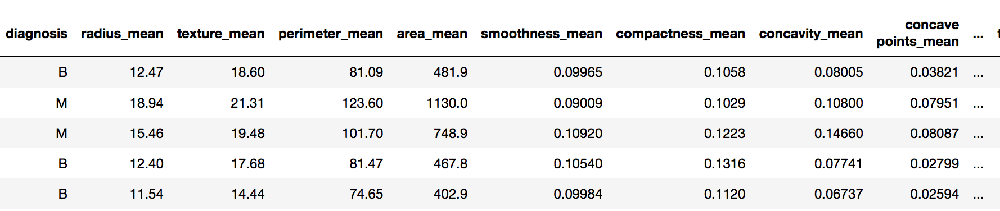 diagnosis radius_mean texture_mean perimeter_mean area_mean smoothness_mean compactness_mean concavity_mean concave points_mean ...
B 12.47 18.60 81.09 481.9 0.09965 0.1058 0.08005 0.03821 ...
M 18.94 21.31 123.60 1130.0 0.09009 0.1029 0.10800 0.07951 ...
M 15.46 19.48 101.70 748.9 0.10920 0.1223 0.14660 0.08087 ...
B 12.40 17.68 81.47 467.8 0.10540 0.1316 0.07741 0.02799 ...
B 11.54 14.44 74.65 402.9 0.09984 0.1120 0.06737 0.02594 ...